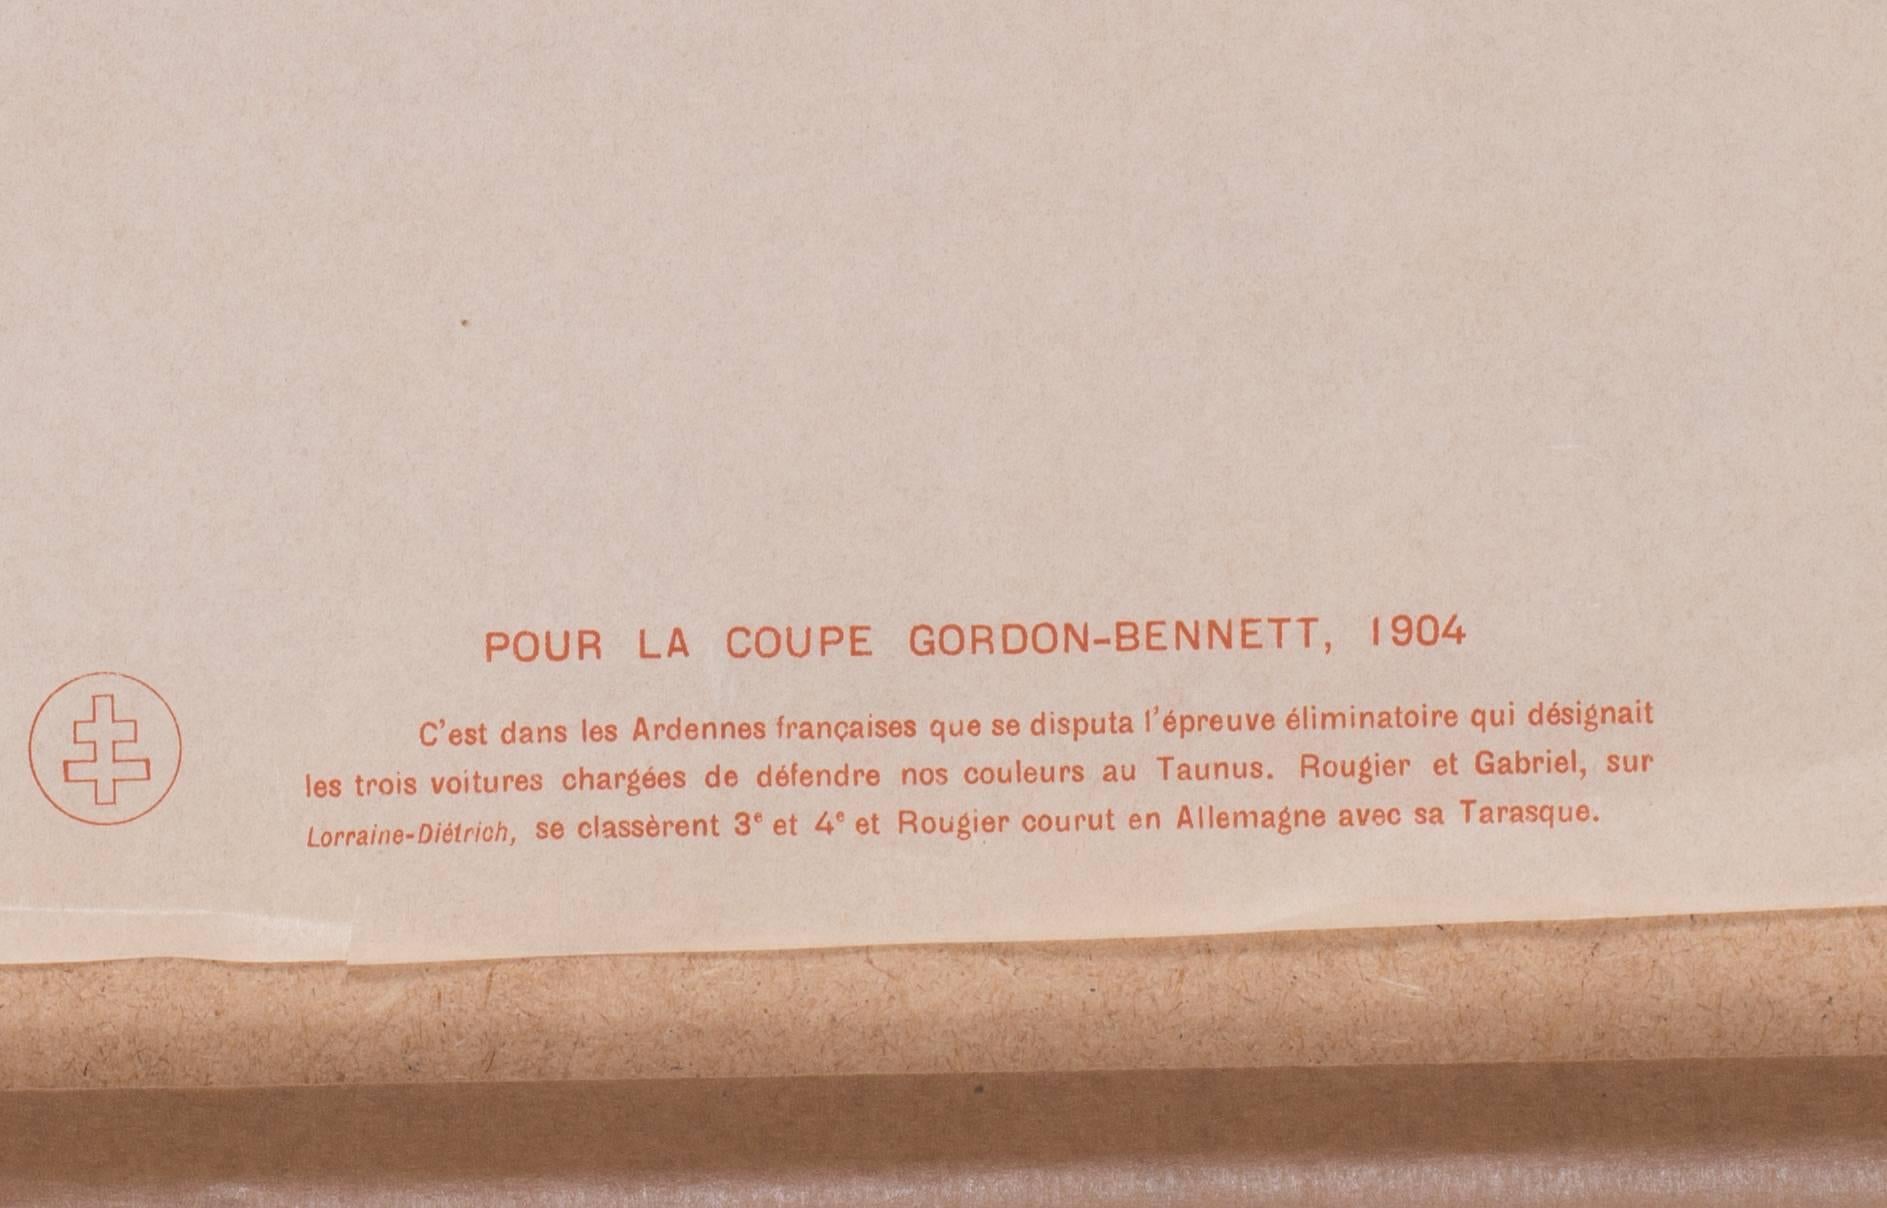 POUR LA COUPE GORDON-BENNETT, 1904
C'est dans les Ardennes françaises que se disputa l'épreuve éliminatoire qui désignait
les trois voitures chargées de défendre nos couleurs au Taunus. Rougier et Gabriel, sur
Lorraine-Diétrich, se classèrent 3e et 4e et Rougier courut en Allemagne avec sa Tarasque.